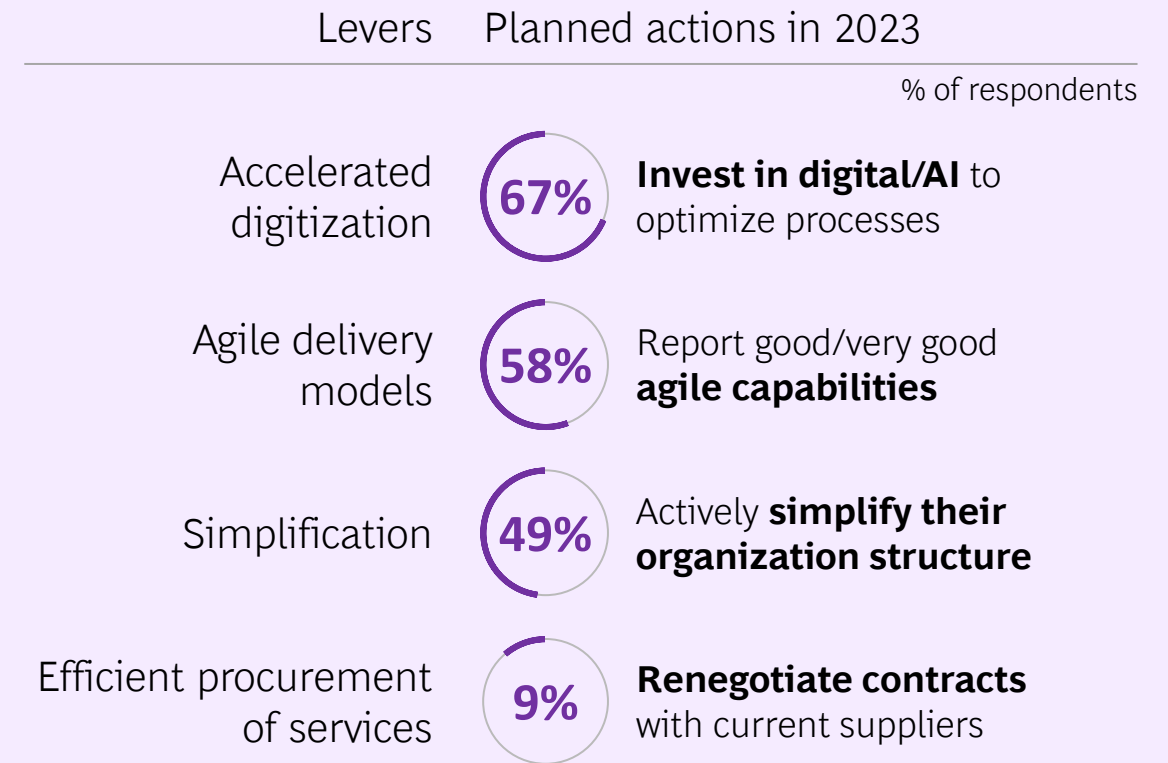 Levers Planned actions in 2023
% of respondents
Accelerated
digitization
67%
Invest in digital/AI to
optimize processes
Agile delivery
models
58%
Report good/very good
agile capabilities
Simplification
49%
Actively simplify their
organization structure
Efficient procurement
of services
9%
Renegotiate contracts
with current suppliers